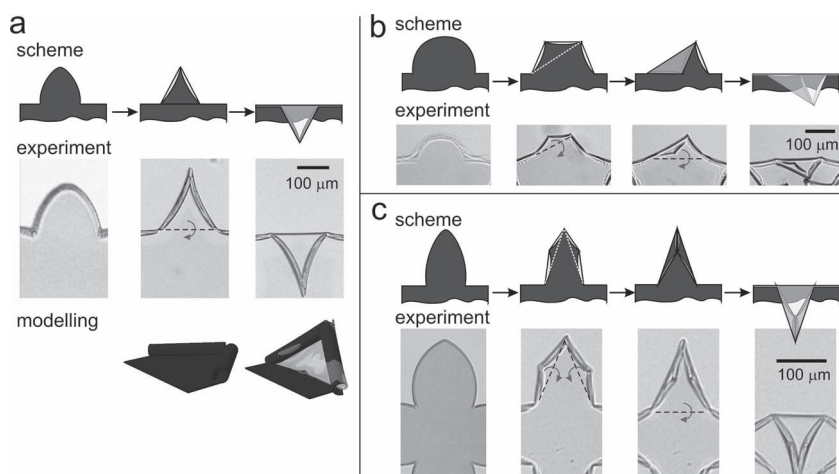 a
scheme
experiment
100 μm
modelling
b
scheme
experiment
100 μm
c
scheme
experiment
100 μm